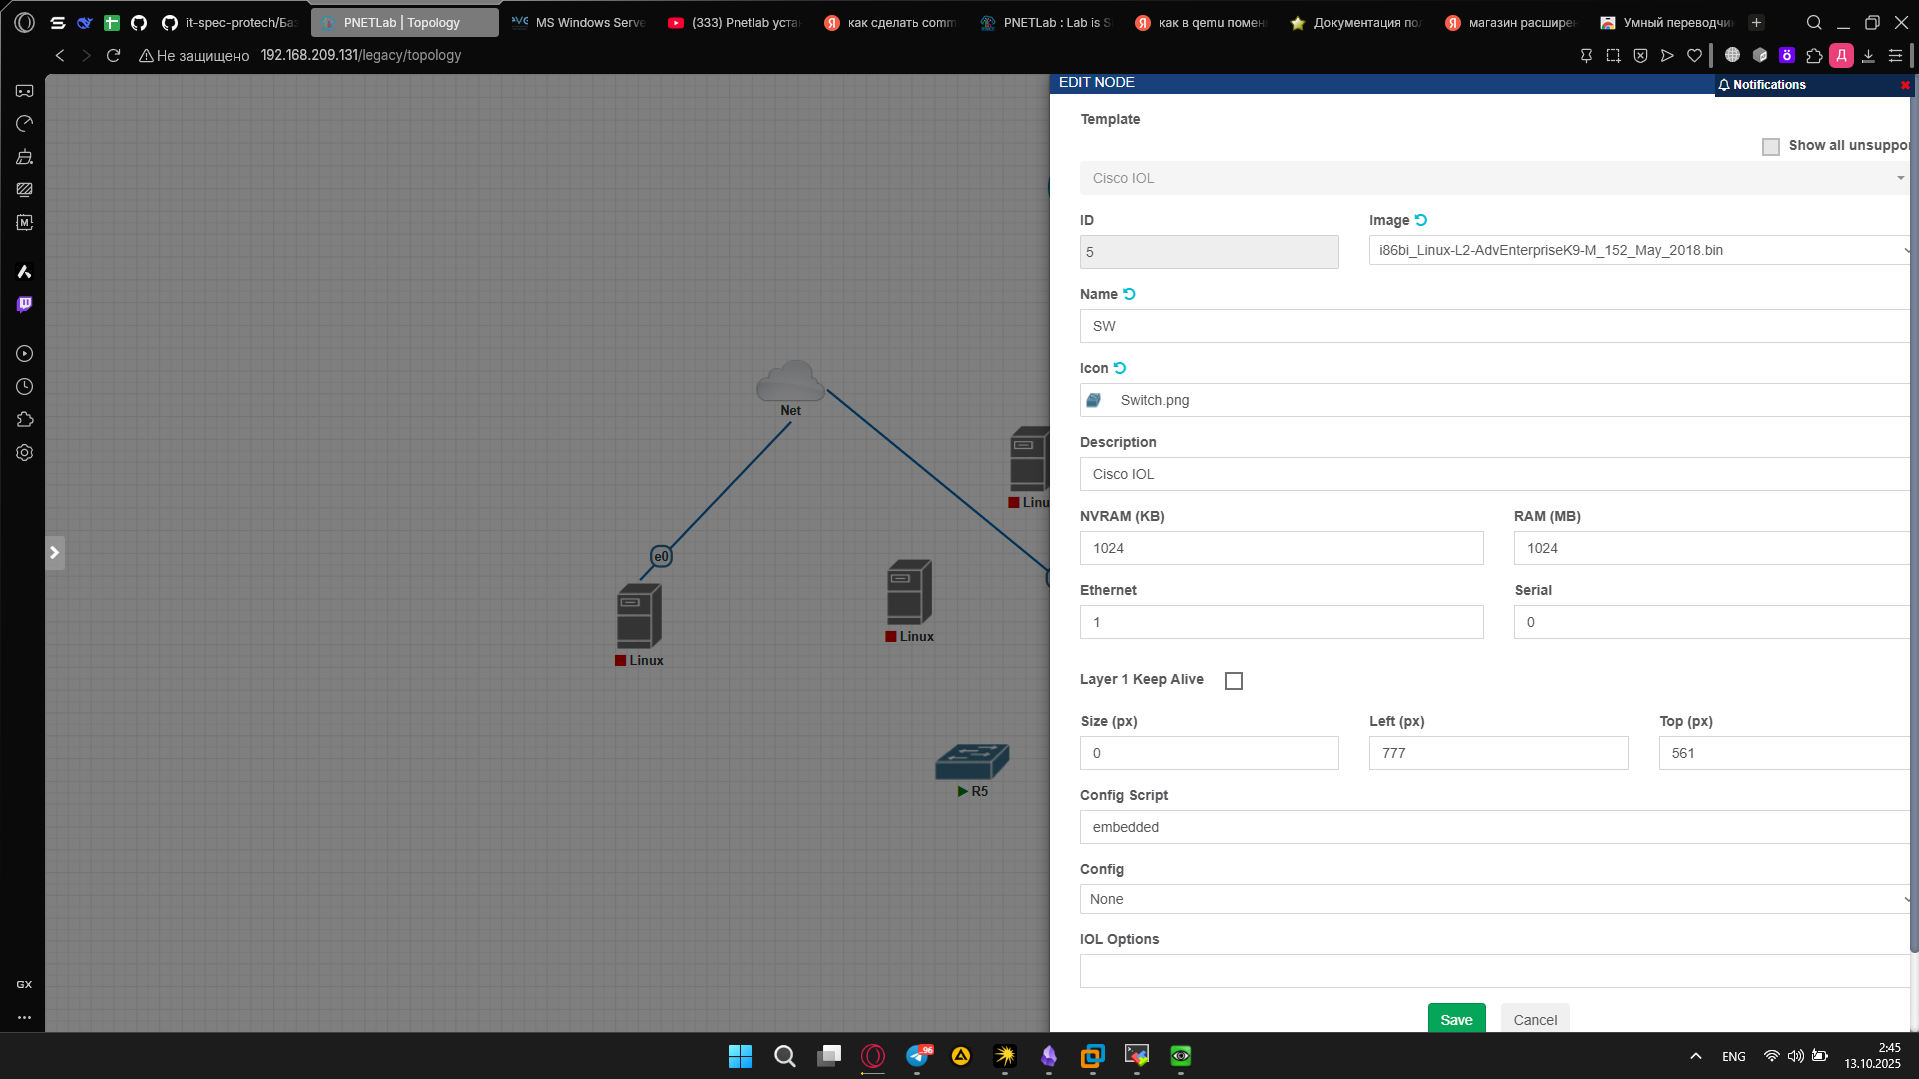 it-spec-protech/Баз
PNETLab | Topology
MS Windows Serve
(333) Pnetlab уста
как сделать comm
PNETLab : Lab is S
как в qemu помен
Документация по
магазин расширен
Умный переводчи
Не защищено 192.168.209.131/legacy/topology
EDIT NODE
Notifications
Template
Show all unsuppor
Cisco IOL
ID
Image
5
i86bi_Linux-L2-AdvEnterpriseK9-M_152_May_2018.bin
Name
SW
Icon
Switch.png
Description
Cisco IOL
NVRAM (KB)
RAM (MB)
1024
1024
Ethernet
Serial
1
0
Layer 1 Keep Alive
Size (px)
Left (px)
Top (px)
0
777
561
Config Script
embedded
Config
None
IOL Options
Save
Cancel
Net
Linu
e0
Linux
Linux
R5
GX
96
ENG
2:45
13.10.2025